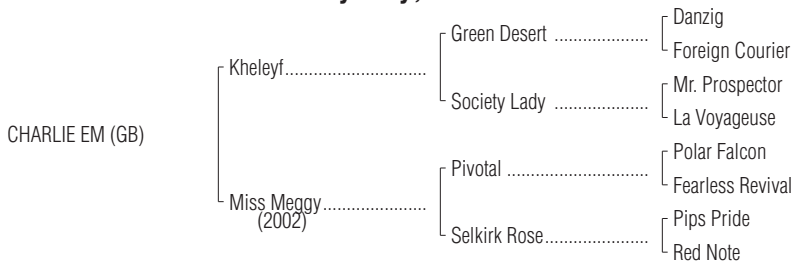 Danzig
Green Desert ....................
Foreign Courier
Kheleyf.............................
Mr. Prospector
Society Lady ....................
La Voyageuse
CHARLIE EM (GB)
Polar Falcon
Pivotal ..............................
Fearless Revival
Miss Meggy......................
(2002)
Pips Pride
Selkirk Rose......................
Red Note